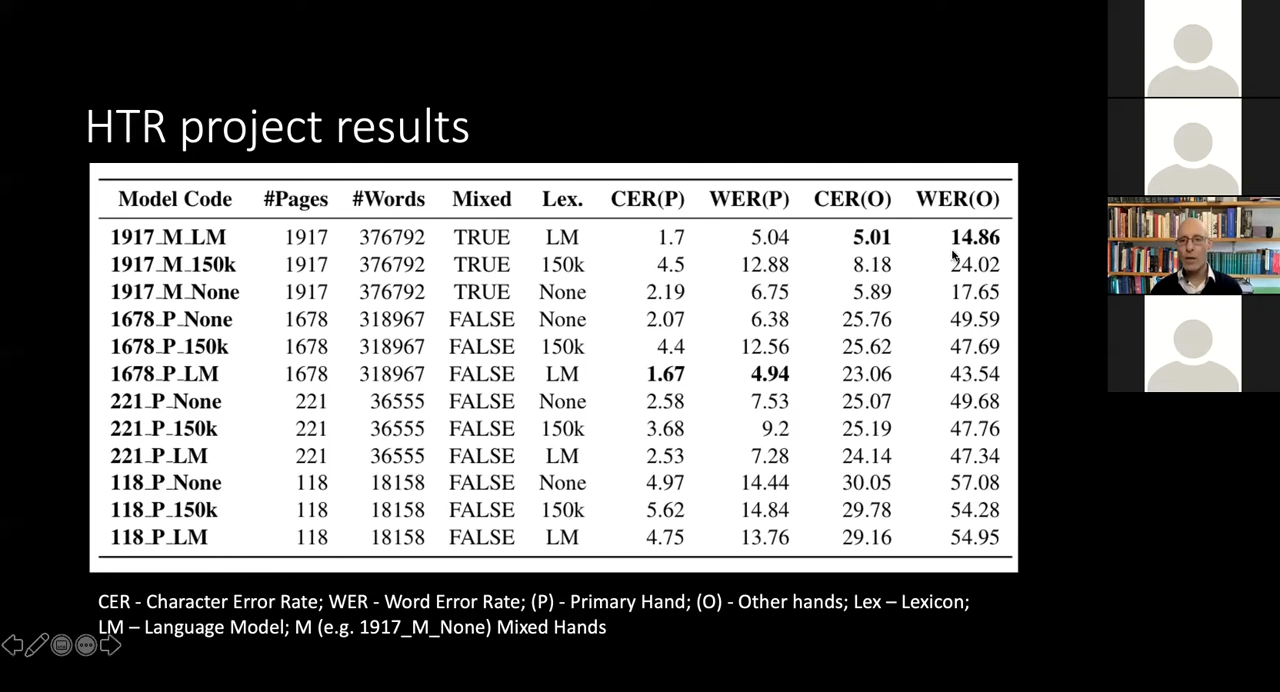 HTR project results
Model Code #Pages #Words Mixed Lex. CER(P) WER(P) CER(O) WER(O)
1917_M_LM 1917 376792 TRUE LM 1.7 5.04 5.01 14.86
1917_M_150k 1917 376792 TRUE 150k 4.5 12.88 8.18 24.02
1917_M_None 1917 376792 TRUE None 2.19 6.75 5.89 17.65
1678_P_None 1678 318967 FALSE None 2.07 6.38 25.76 49.59
1678_P_150k 1678 318967 FALSE 150k 4.4 12.56 25.62 47.69
1678_P_LM 1678 318967 FALSE LM 1.67 4.94 23.06 43.54
221_P_None 221 36555 FALSE None 2.58 7.53 25.07 49.68
221_P_150k 221 36555 FALSE 150k 3.68 9.2 25.19 47.76
221_P_LM 221 36555 FALSE LM 2.53 7.28 24.14 47.34
118_P_None 118 18158 FALSE None 4.97 14.44 30.05 57.08
118_P_150k 118 18158 FALSE 150k 5.62 14.84 29.78 54.28
118_P_LM 118 18158 FALSE LM 4.75 13.76 29.16 54.95
CER - Character Error Rate; WER - Word Error Rate; (P) - Primary Hand; (O) - Other hands; Lex – Lexicon;
LM – Language Model; M (e.g. 1917_M_None) Mixed Hands